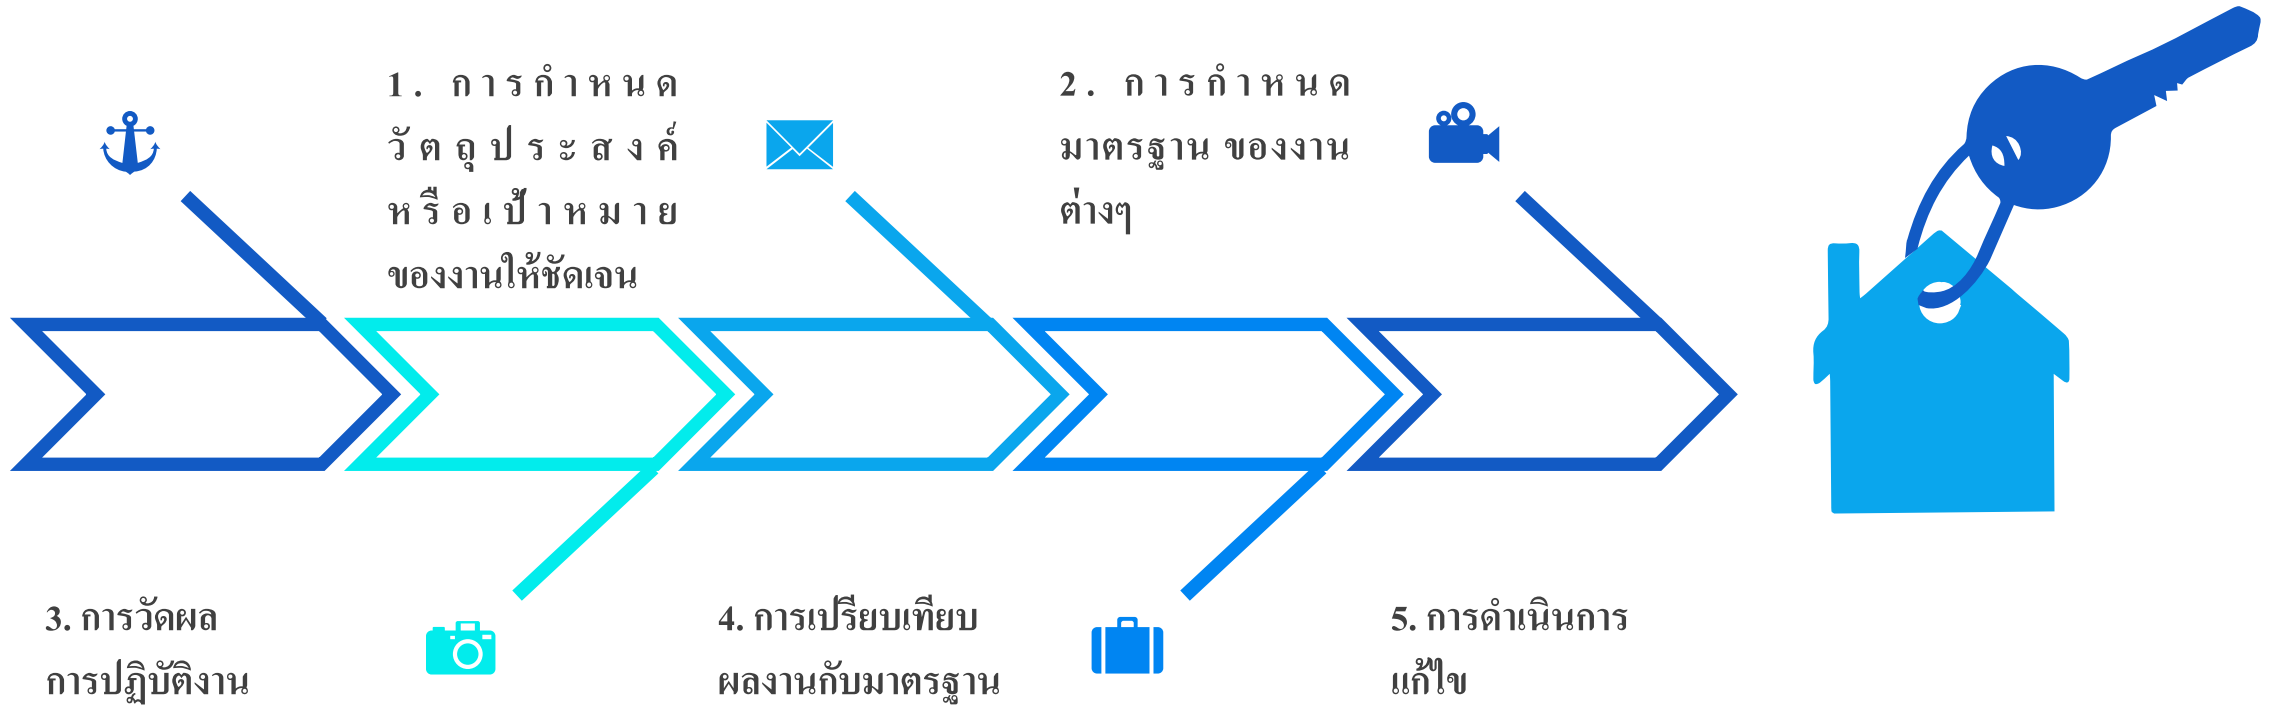 1. การกำหนด
วัตถุประสงค์
หรือเป้าหมาย
ของงานให้ชัดเจน
2. การกำหนด
มาตรฐาน ของงาน
ต่างๆ
3. การวัดผล
การปฏิบัติงาน
4. การเปรียบเทียบ
ผลงานกับมาตรฐาน
5. การดำเนินการ
แก้ไข